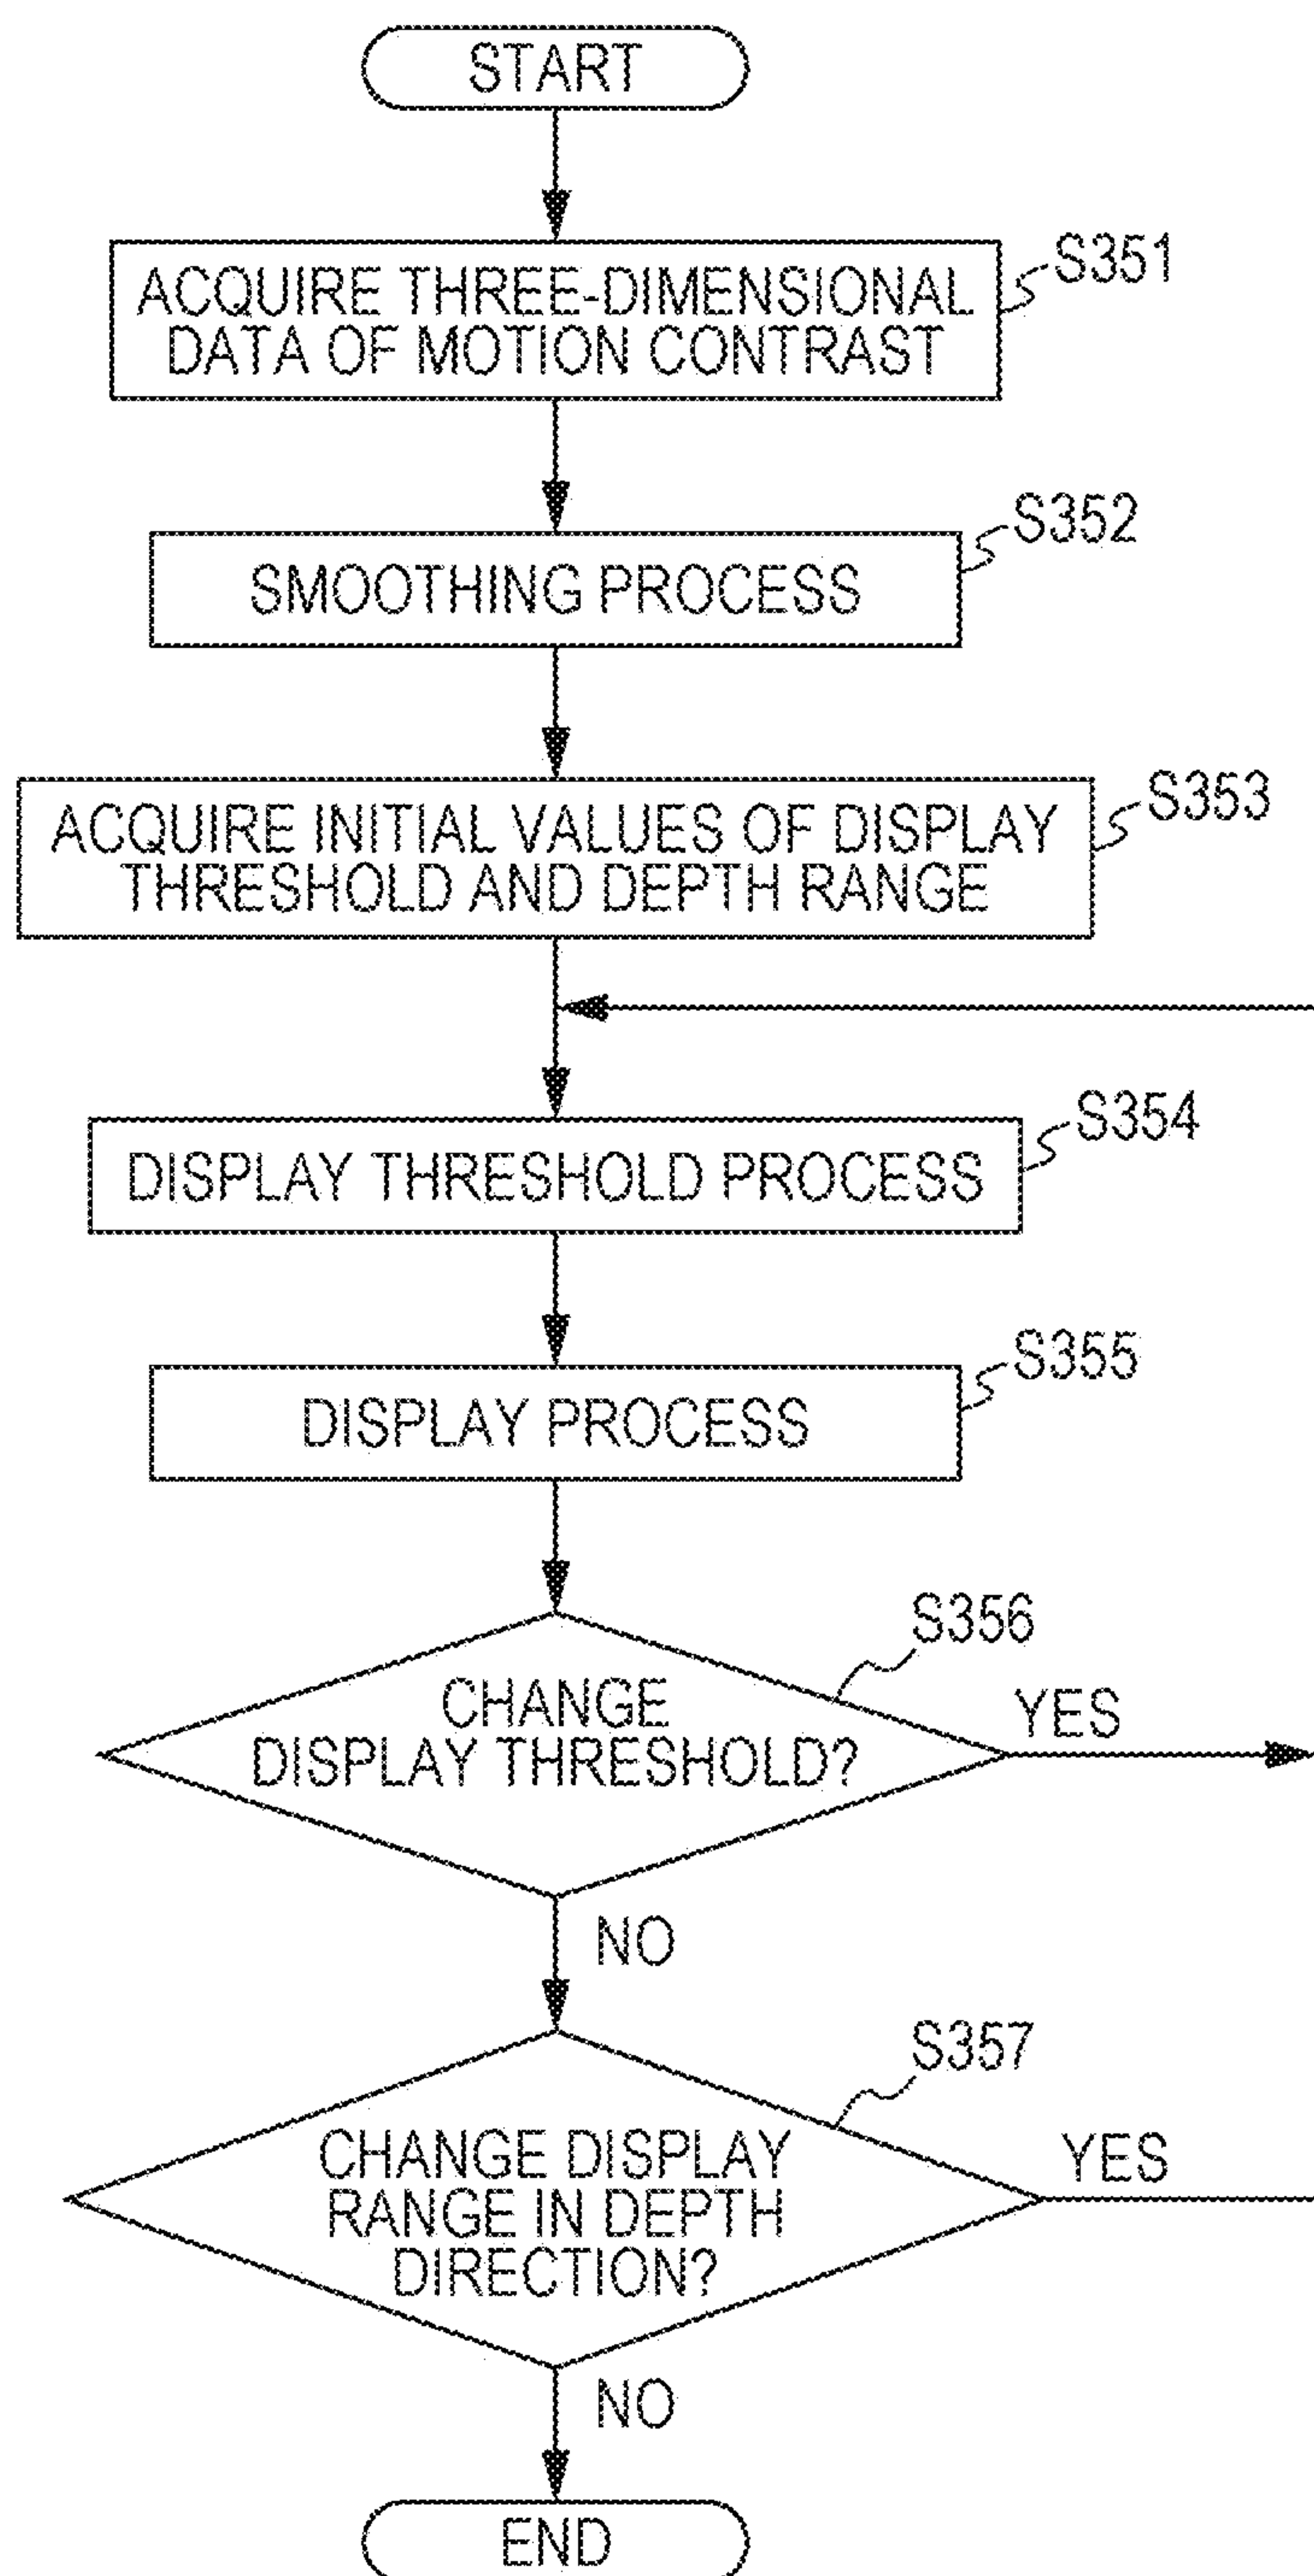 START
ACQUIRE THREE-DIMENSIONAL
DATA OF MOTION CONTRAST
S351
SMOOTHING PROCESS
S352
ACQUIRE INITIAL VALUES OF DISPLAY
THRESHOLD AND DEPTH RANGE
S353
DISPLAY THRESHOLD PROCESS
S354
DISPLAY PROCESS
S355
CHANGE
DISPLAY THRESHOLD?
S356
YES
NO
CHANGE DISPLAY
RANGE IN DEPTH
DIRECTION?
S357
YES
NO
END